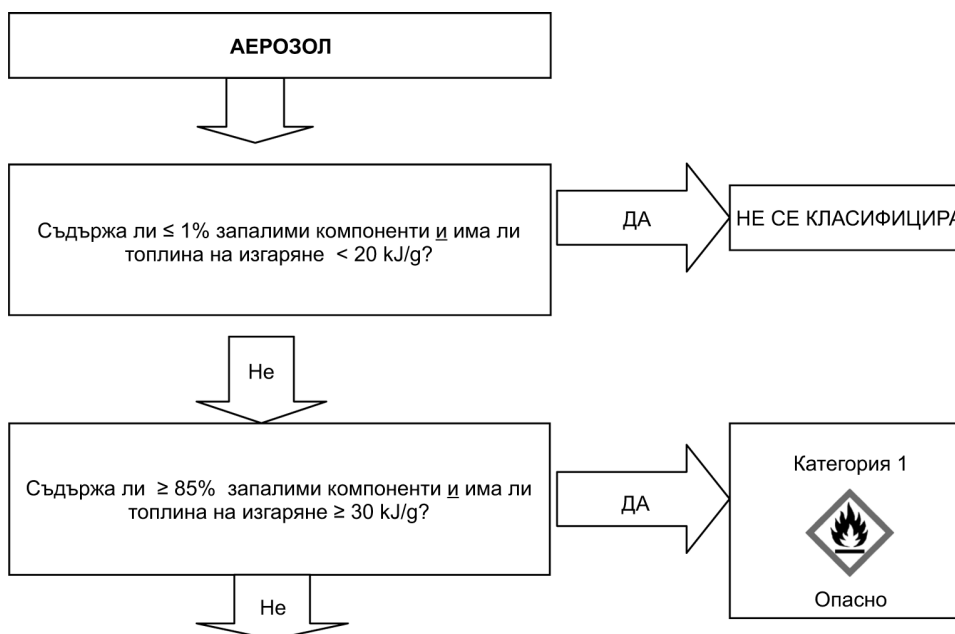 АЕРОЗОЛ
Съдържа ли ≤ 1% запалими компоненти и има ли
топлина на изгаряне < 20 kJ/g?
ДА
НЕ СЕ КЛАСИФИЦИРА
Не
Съдържа ли ≥ 85% запалими компоненти и има ли
топлина на изгаряне ≥ 30 kJ/g?
ДА
Категория 1
Опасно
Не